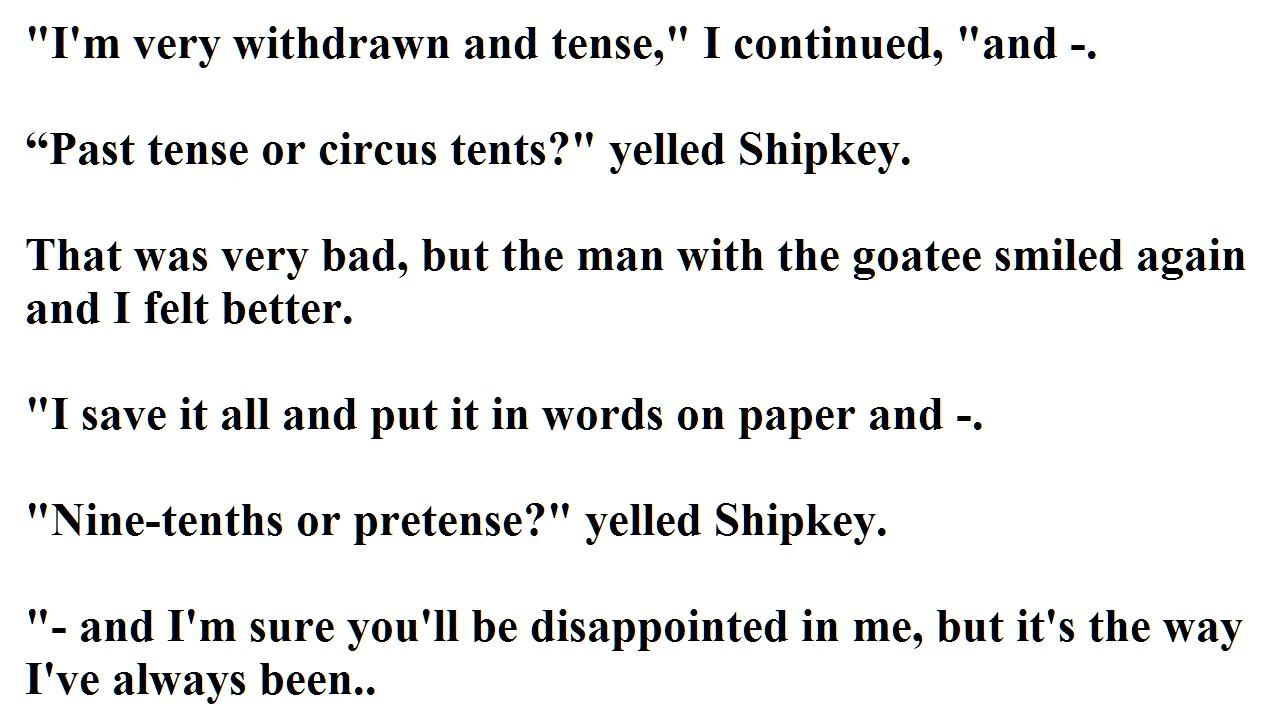 "I'm very withdrawn and tense," I continued, "and -.
“Past tense or circus tents?" yelled Shipkey.
That was very bad, but the man with the goatee smiled again
and I felt better.
"I save it all and put it in words on paper and -.
"Nine-tenths or pretense?" yelled Shipkey.
"- and I'm sure you'll be disappointed in me, but it's the way
I've always been..